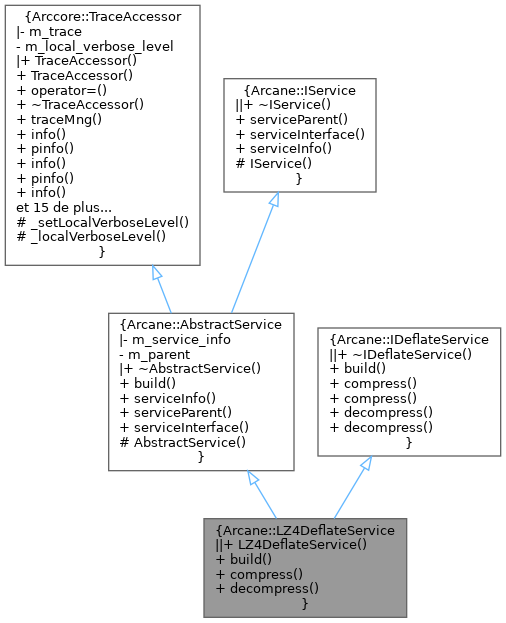 {Arccore::TraceAccessor
|- m_trace
- m_local_verbose_level
|+ TraceAccessor()
+ TraceAccessor()
+ operator=()
+ ~TraceAccessor()
+ traceMng()
+ info()
+ pinfo()
+ info()
+ pinfo()
+ info()
et 15 de plus...
# _setLocalVerboseLevel()
# _localVerboseLevel()
}
{Arcane::IService
||+ ~IService()
+ serviceParent()
+ serviceInterface()
+ serviceInfo()
# IService()
}
{Arcane::AbstractService
|- m_service_info
- m_parent
|+ ~AbstractService()
+ build()
+ serviceInfo()
+ serviceParent()
+ serviceInterface()
# AbstractService()
}
{Arcane::IDeflateService
||+ ~IDeflateService()
+ build()
+ compress()
+ compress()
+ decompress()
+ decompress()
}
{Arcane::LZ4DeflateService
||+ LZ4DeflateService()
+ build()
+ compress()
+ decompress()
}